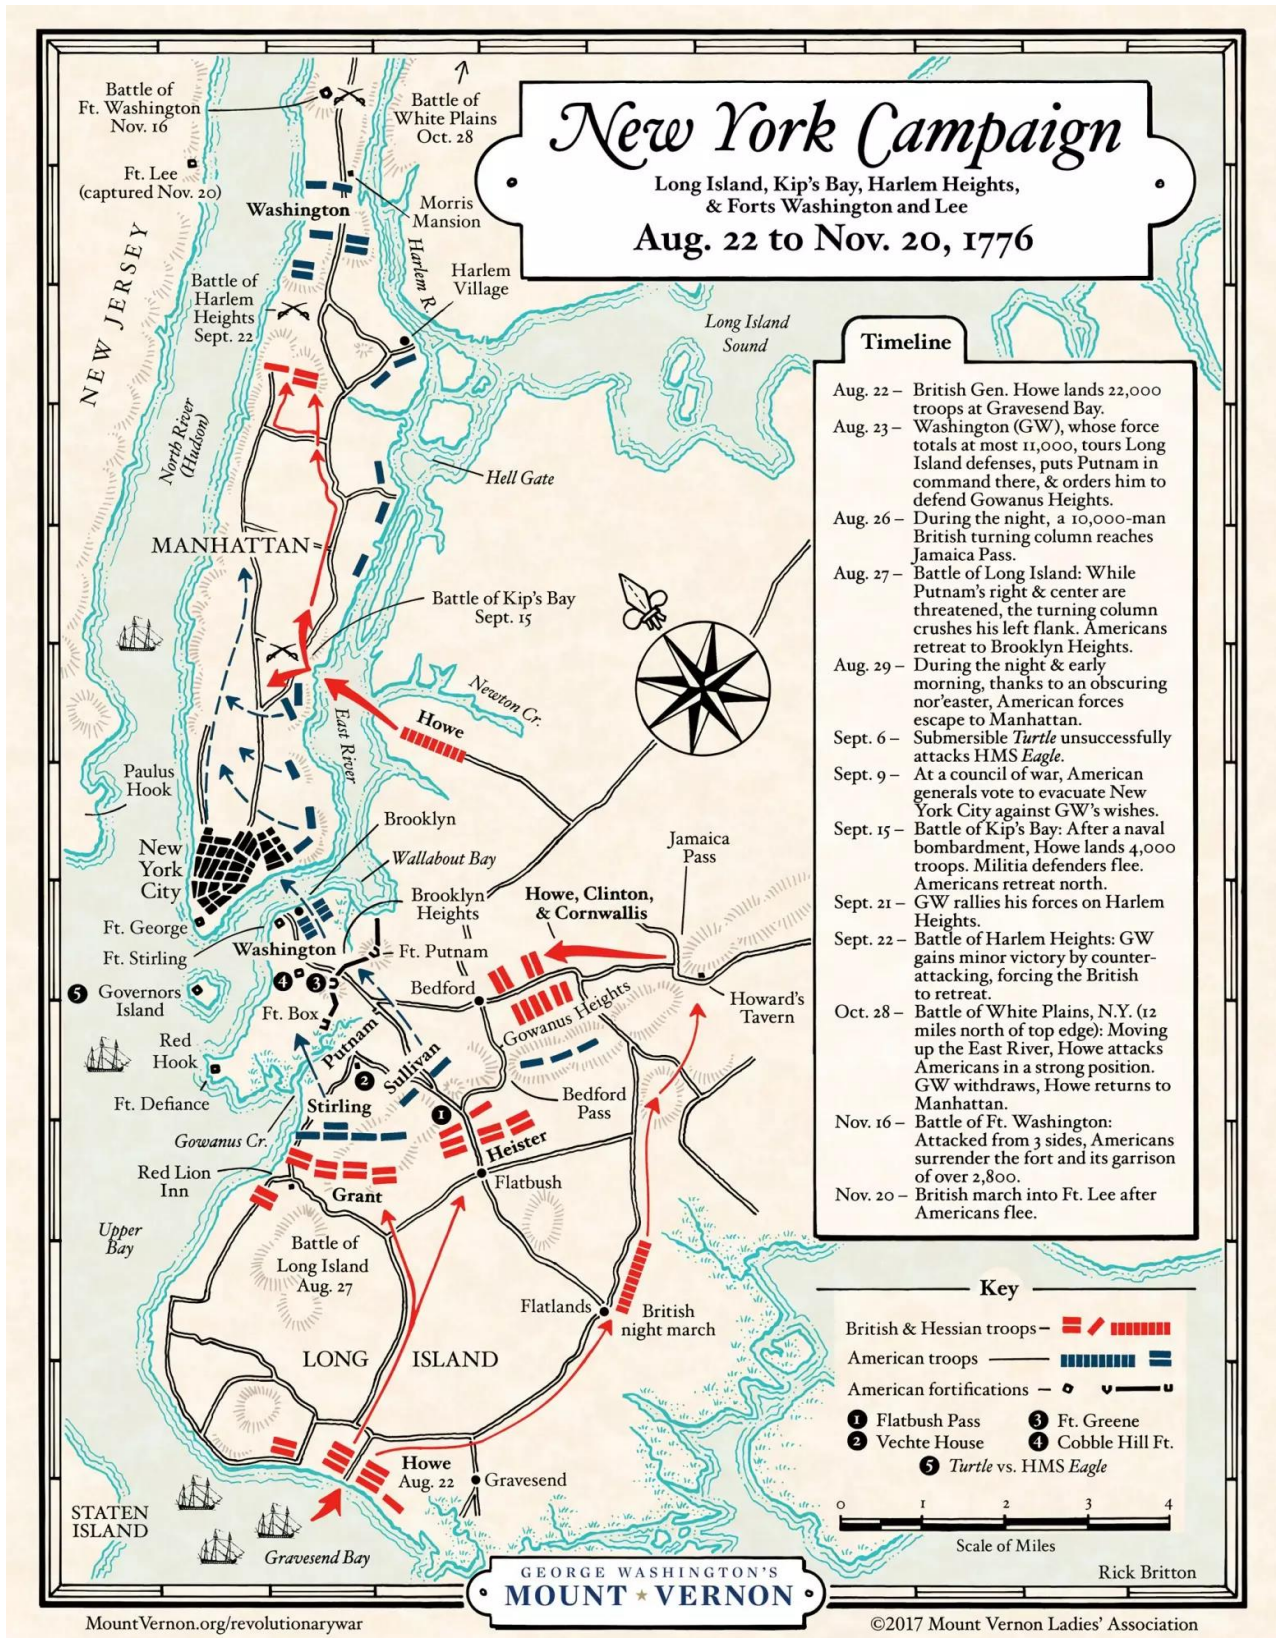 New York Campaign
Long Island, Kip's Bay, Harlem Heights,
& Forts Washington and Lee
Aug. 22 to Nov. 20, 1776
Battle of
Ft. Washington
Nov. 16
Battle of
White Plains
Oct. 28
Ft. Lee
(captured Nov. 20)
Washington
Morris
Mansion
NEW JERSEY
Harlem R.
Battle of
Harlem
Heights
Sept. 22
Harlem
Village
Long Island
Sound
North River
(Hudson)
Hell Gate
MANHATTAN
Battle of Kip's Bay
Sept. 15
Newton Cr.
Howe
East River
Paulus
Hook
Brooklyn
New
York
City
Wallabout Bay
Jamaica
Pass
Brooklyn
Heights
Howe, Clinton,
& Cornwallis
Ft. George
Washington
Ft. Stirling
Ft. Putnam
4
3
5
Governors
Island
Bedford
Howard's
Tavern
Ft. Box
Gowanus Heights
Red
Hook
Putnam
Sullivan
2
Ft. Defiance
Stirling
1
Bedford
Pass
Gowanus Cr.
Heister
Red Lion
Inn
Flatbush
Grant
Upper
Bay
Battle of
Long Island
Aug. 27
Flatlands
British
night march
LONG ISLAND
Howe
Aug. 22
Gravesend
STATEN
ISLAND
Gravesend Bay
Timeline
Aug. 22 – British Gen. Howe lands 22,000
troops at Gravesend Bay.
Aug. 23 – Washington (GW), whose force
totals at most 11,000, tours Long
Island defenses, puts Putnam in
command there, & orders him to
defend Gowanus Heights.
Aug. 26 – During the night, a 10,000-man
British turning column reaches
Jamaica Pass.
Aug. 27 – Battle of Long Island: While
Putnam's right & center are
threatened, the turning column
crushes his left flank. Americans
retreat to Brooklyn Heights.
Aug. 29 – During the night & early
morning, thanks to an obscuring
nor'easter, American forces
escape to Manhattan.
Sept. 6 – Submersible Turtle unsuccessfully
attacks HMS Eagle.
Sept. 9 – At a council of war, American
generals vote to evacuate New
York City against GW's wishes.
Sept. 15 – Battle of Kip's Bay: After a naval
bombardment, Howe lands 4,000
troops. Militia defenders flee.
Americans retreat north.
Sept. 21 – GW rallies his forces on Harlem
Heights.
Sept. 22 – Battle of Harlem Heights: GW
gains minor victory by counter-
attacking, forcing the British
to retreat.
Oct. 28 – Battle of White Plains, N.Y. (12
miles north of top edge): Moving
up the East River, Howe attacks
Americans in a strong position.
GW withdraws, Howe returns to
Manhattan.
Nov. 16 – Battle of Ft. Washington:
Attacked from 3 sides, Americans
surrender the fort and its garrison
of over 2,800.
Nov. 20 – British march into Ft. Lee after
Americans flee.
Key
British & Hessian troops
American troops
American fortifications
1 Flatbush Pass
3 Ft. Greene
2 Vechte House
4 Cobble Hill Ft.
5 Turtle vs. HMS Eagle
0 1 2 3 4
Scale of Miles
Rick Britton
GEORGE WASHINGTON'S
MOUNT VERNON
MountVernon.org/revolutionarywar
©2017 Mount Vernon Ladies' Association